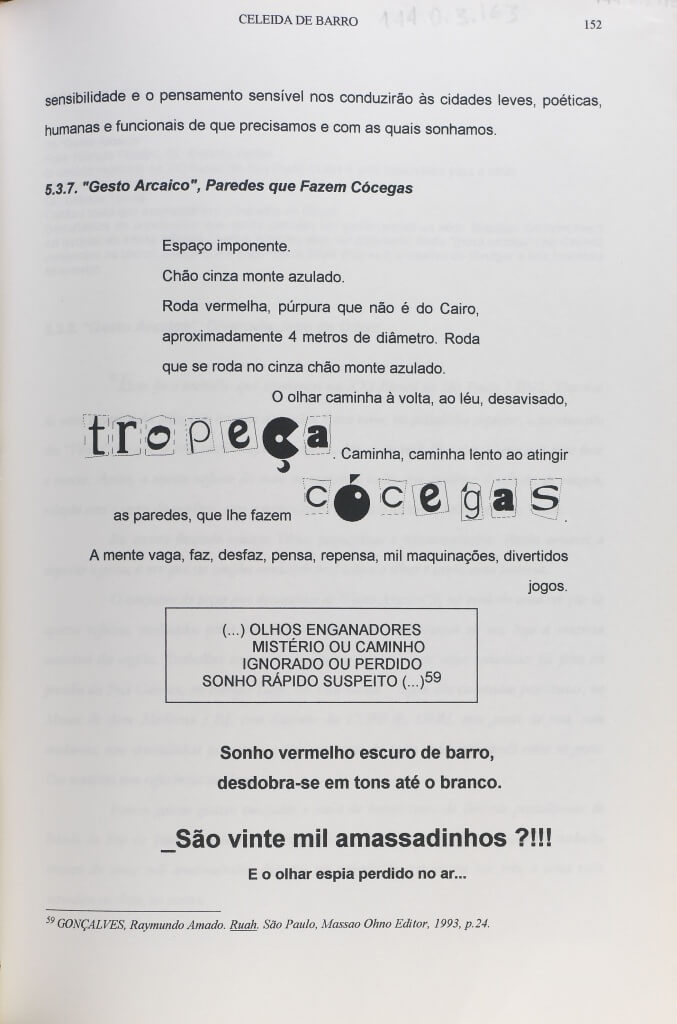 CELEIDA DE BARRO
144.0.3.163
152
sensibilidade e o pensamento sensível nos conduzirão às cidades leves, poéticas,
humanas e funcionais de que precisamos e com as quais sonhamos.
5.3.7. "Gesto Arcaico", Paredes que Fazem Cócegas
Espaço imponente.
Chão cinza monte azulado.
Roda vermelha, púrpura que não é do Cairo,
aproximadamente 4 metros de diâmetro. Roda
que se roda no cinza chão monte azulado.
O olhar caminha à volta, ao léu, desavisado,
tropeça. Caminha, caminha lento ao atingir
as paredes, que lhe fazem cócegas.
A mente vaga, faz, desfaz, pensa, repensa, mil maquinações, divertidos
jogos.
(...) OLHOS ENGANADORES
MISTÉRIO OU CAMINHO
IGNORADO OU PERDIDO
SONHO RÁPIDO SUSPEITO (...)59
Sonho vermelho escuro de barro,
desdobra-se em tons até o branco.
_São vinte mil amassadinhos ?!!!
E o olhar espia perdido no ar...
59 GONÇALVES, Raymundo Amado. Ruah. São Paulo, Massao Ohno Editor, 1993, p.24.